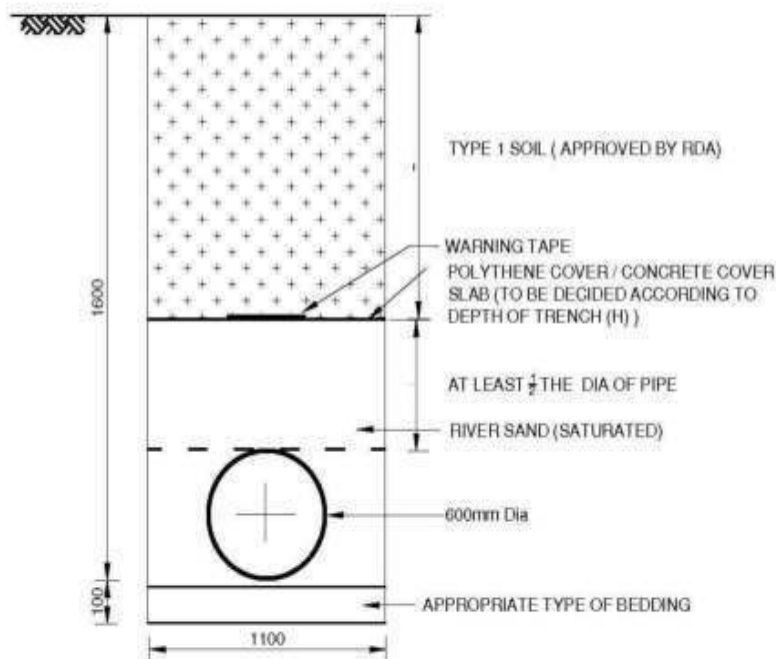 TYPE 1 SOIL ( APPROVED BY RDA)
WARNING TAPE
POLYTHENE COVER / CONCRETE COVER
SLAB (TO BE DECIDED ACCORDING TO
DEPTH OF TRENCH (H) )
1600
AT LEAST ½ THE DIA OF PIPE
RIVER SAND (SATURATED)
600mm Dia
100
APPROPRIATE TYPE OF BEDDING
1100